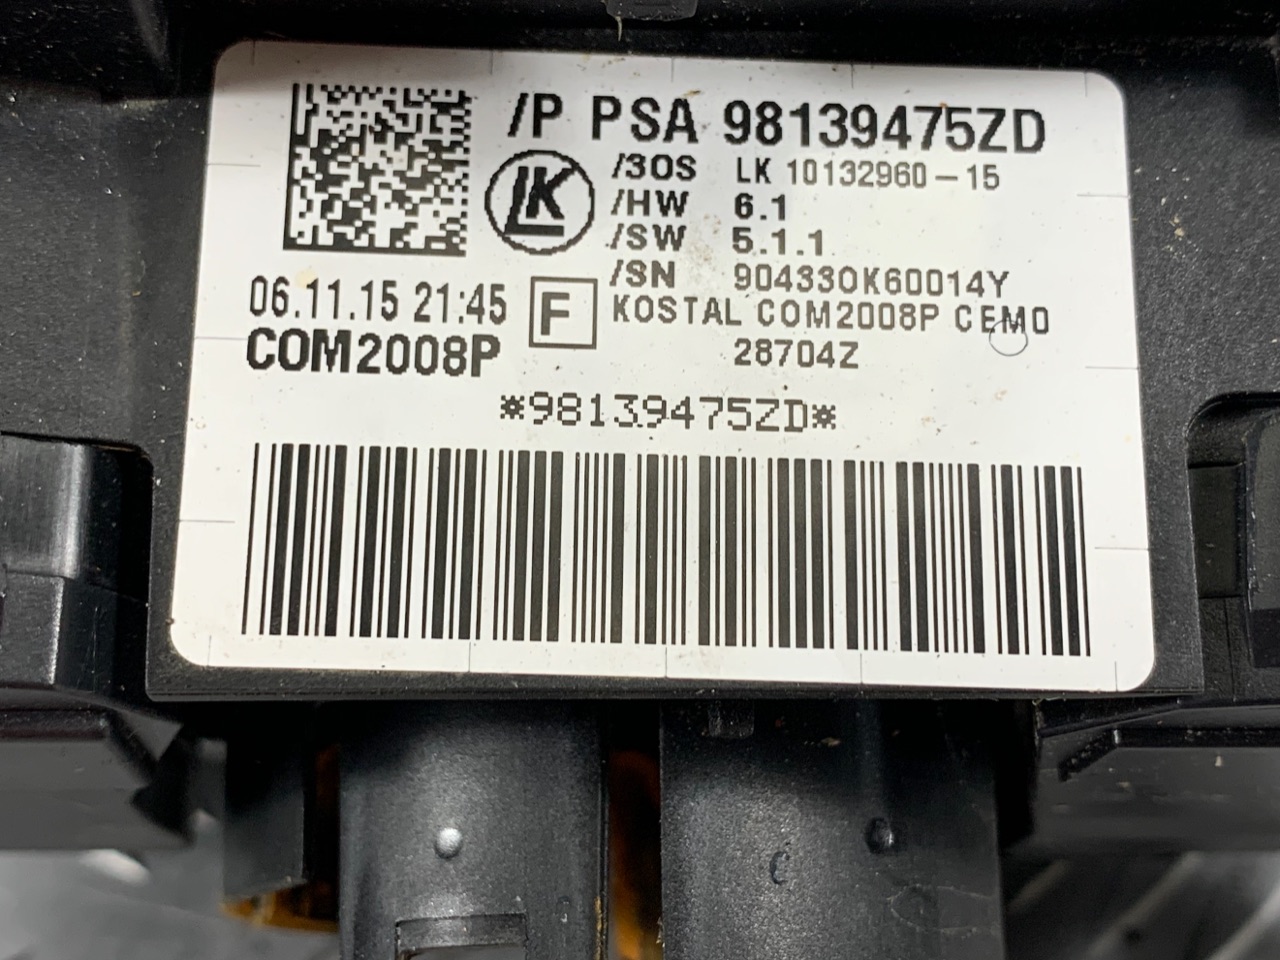 /P PSA 98139475ZD
LK
/3OS LK 10132960-15
/HW 6.1
/SW 5.1.1
/SN 904330K60014Y
06.11.15 21:45 F KOSTAL COM2008P CEM0
COM2008P 28704Z
*98139475ZD*